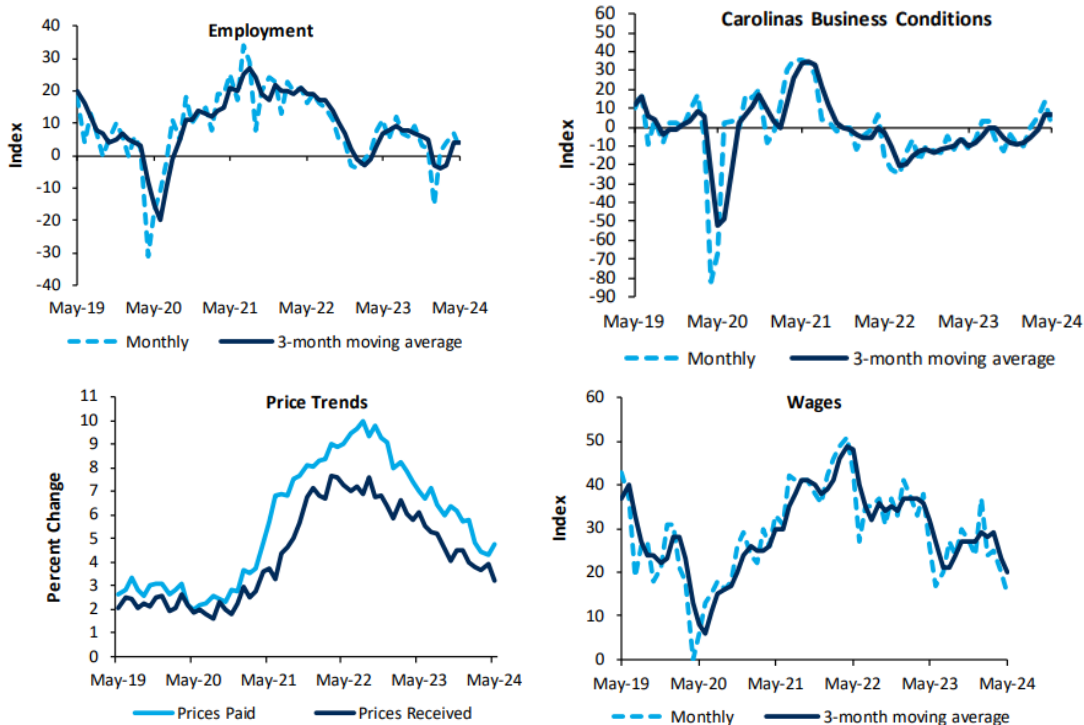 Employment
40
30
20
10
0
-10
-20
-30
-40
Index
May-19 May-20 May-21 May-22 May-23 May-24
Monthly 3-month moving average
Carolinas Business Conditions
60
50
40
30
20
10
0
-10
-20
-30
-40
-50
-60
-70
-80
-90
Index
May-19 May-20 May-21 May-22 May-23 May-24
Monthly 3-month moving average
Price Trends
11
10
9
8
7
6
5
4
3
2
1
0
Percent Change
May-19 May-20 May-21 May-22 May-23 May-24
Prices Paid Prices Received
Wages
60
50
40
30
20
10
0
Index
May-19 May-20 May-21 May-22 May-23 May-24
Monthly 3-month moving average